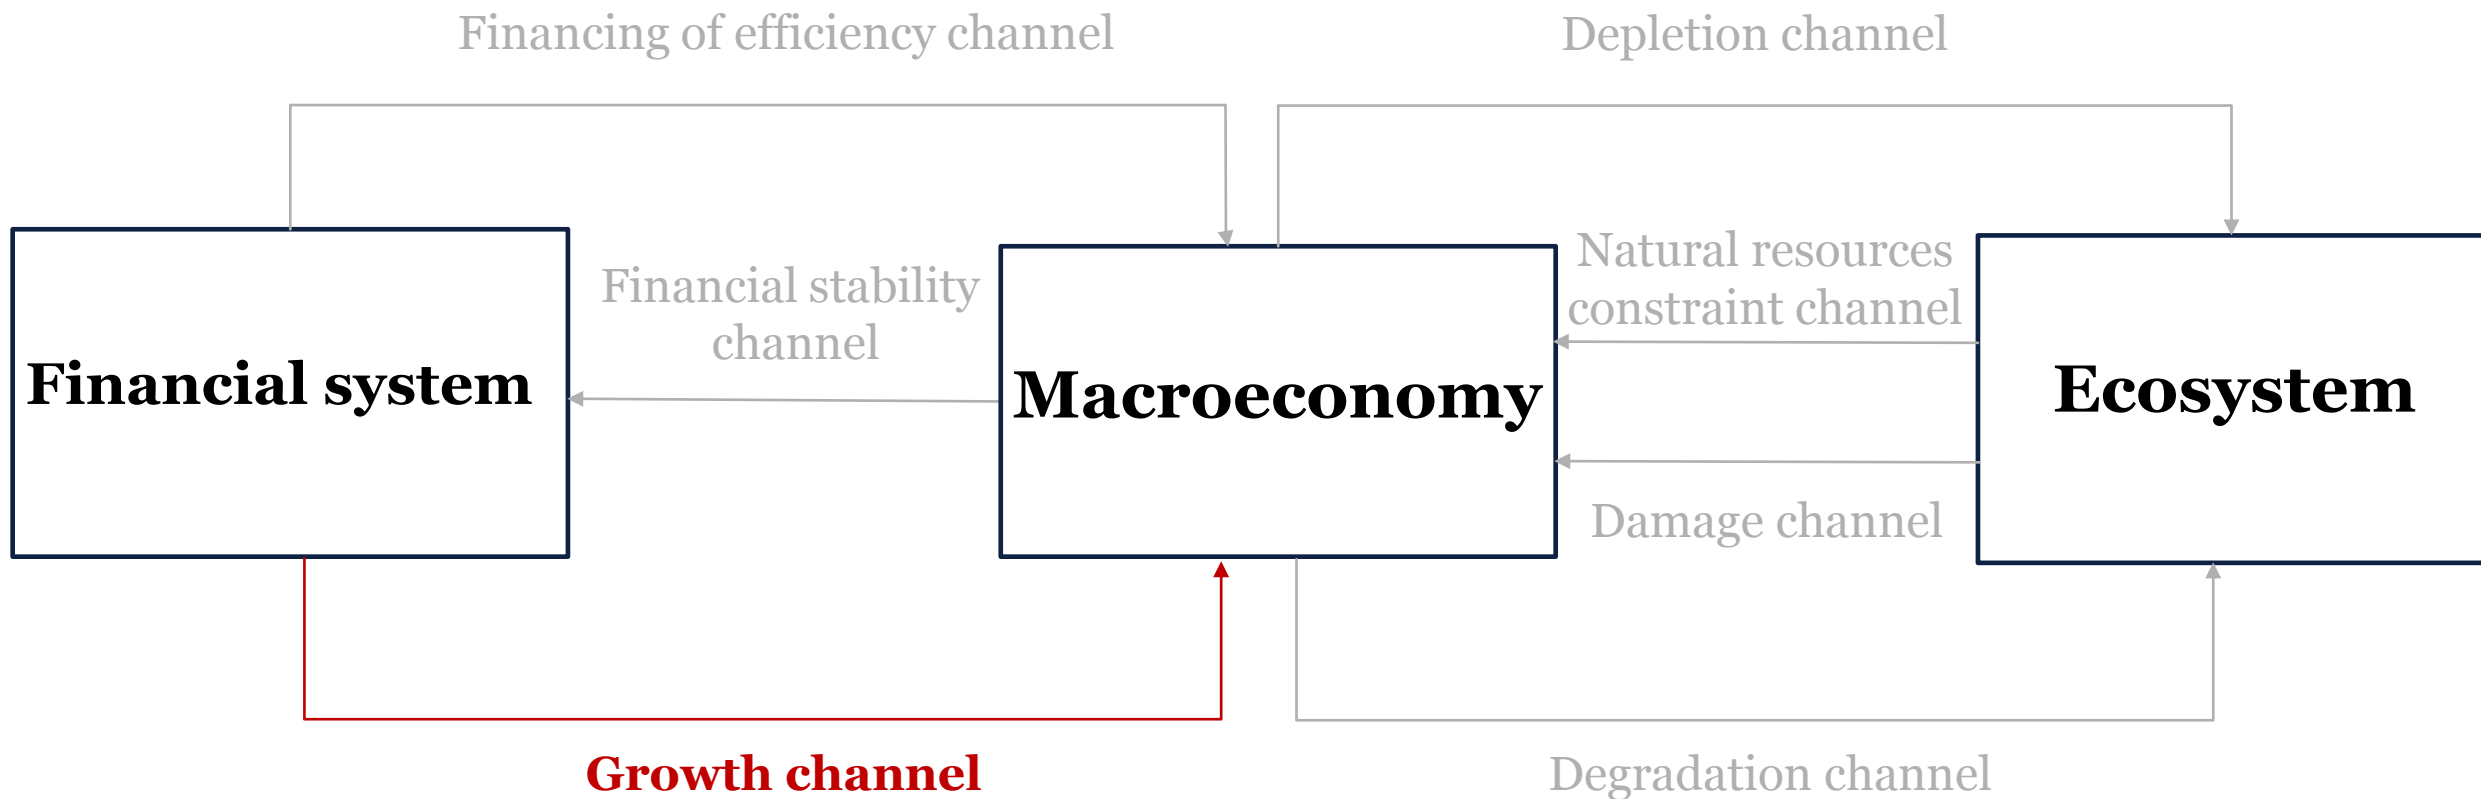 Financing of efficiency channel
Depletion channel
Financial system
Financial stability
channel
Macroeconomy
Natural resources
constraint channel
Damage channel
Ecosystem
Growth channel
Degradation channel